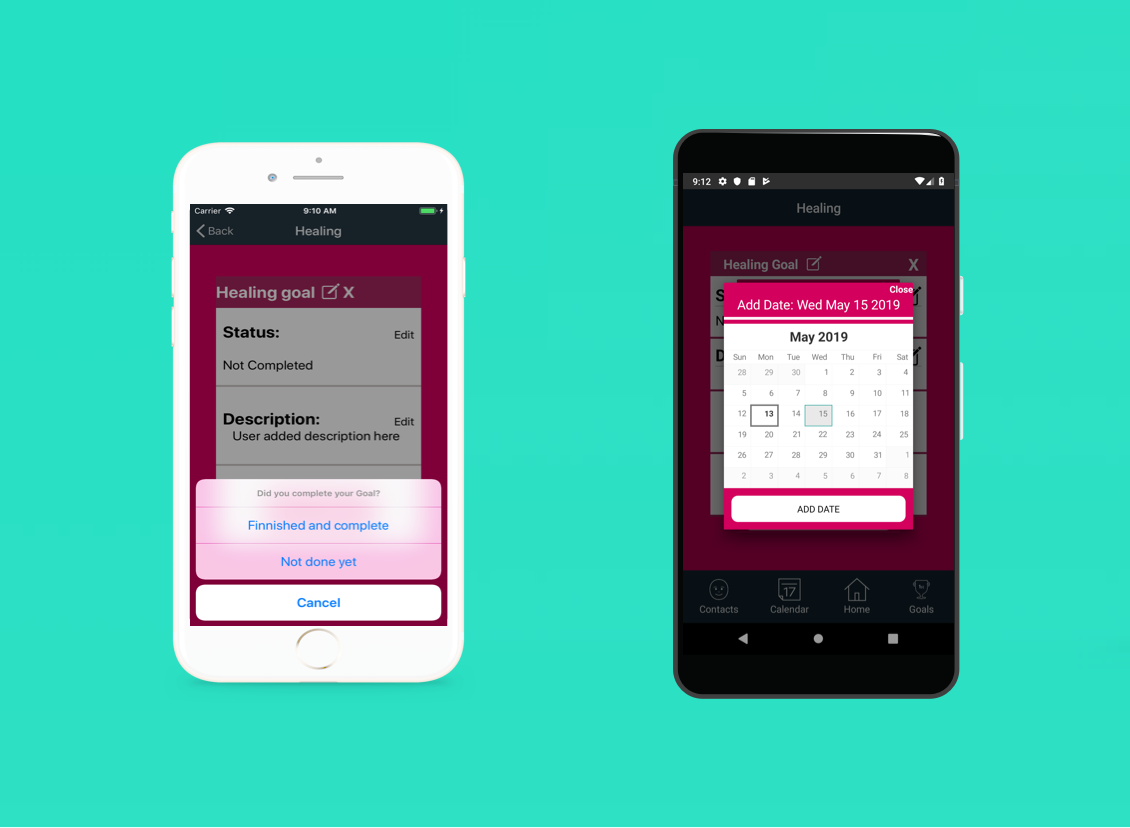 Carrier
9:10 AM
Back
Healing
Healing goal X
Status:
Edit
Not Completed
Description:
Edit
User added description here
Did you complete your Goal?
Finnished and complete
Not done yet
Cancel
9:12
Healing
Healing Goal X
S
N
D
Close
Add Date: Wed May 15 2019
May 2019
Sun Mon Tue Wed Thu Fri Sat
28 29 30 1 2 3 4
5 6 7 8 9 10 11
12 13 14 15 16 17 18
19 20 21 22 23 24 25
26 27 28 29 30 31 1
2 3 4 5 6 7 8
ADD DATE
17
Contacts Calendar Home Goals